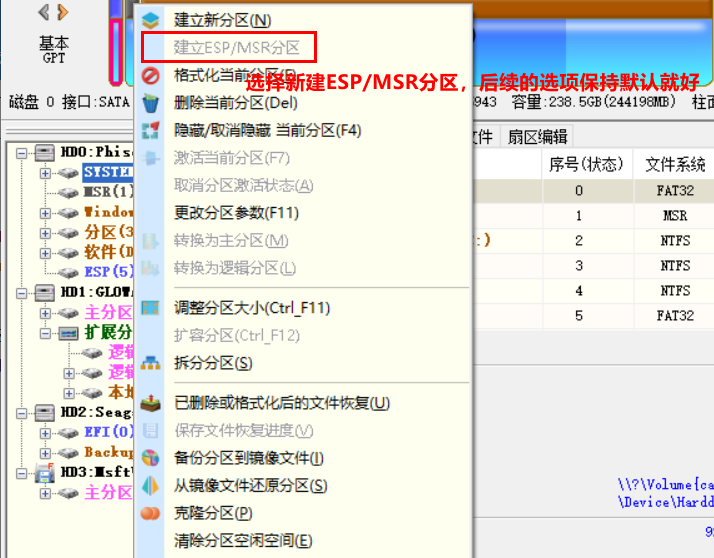 基本
GPT
磁盘 0 接口:SATA
943 容量:238.5GB(244198MB) 柱面
HD0:Phis
SYSTE
MSR(1)
Window
分区(3
软件(D
ESP(5)
HD1:GLOW
主分区
扩展分
逻辑
逻辑
本地
HD2:Seag
EFI(0)
Backup
HD3:MsftV
主分区
建立新分区(N)
建立ESP/MSR分区
格式化当前分区(F)
选择新建ESP/MSR分区，后续的选项保持默认就好
删除当前分区(Del)
隐藏/取消隐藏 当前分区(F4)
激活当前分区(F7)
取消分区激活状态(A)
更改分区参数(F11)
转换为主分区(M)
转换为逻辑分区(L)
调整分区大小(Ctrl_F11)
扩容分区(Ctrl_F12)
拆分分区(S)
已删除或格式化后的文件恢复(U)
保存文件恢复进度(V)
备份分区到镜像文件(I)
从镜像文件还原分区(S)
克隆分区(P)
清除分区空闲空间(E)
文件 扇区编辑
序号(状态) 文件系统
0 FAT32
1 MSR
:) 2 NTFS
3 NTFS
4 NTFS
5 FAT32
\\?\Volume{ca
\Device\Hardd